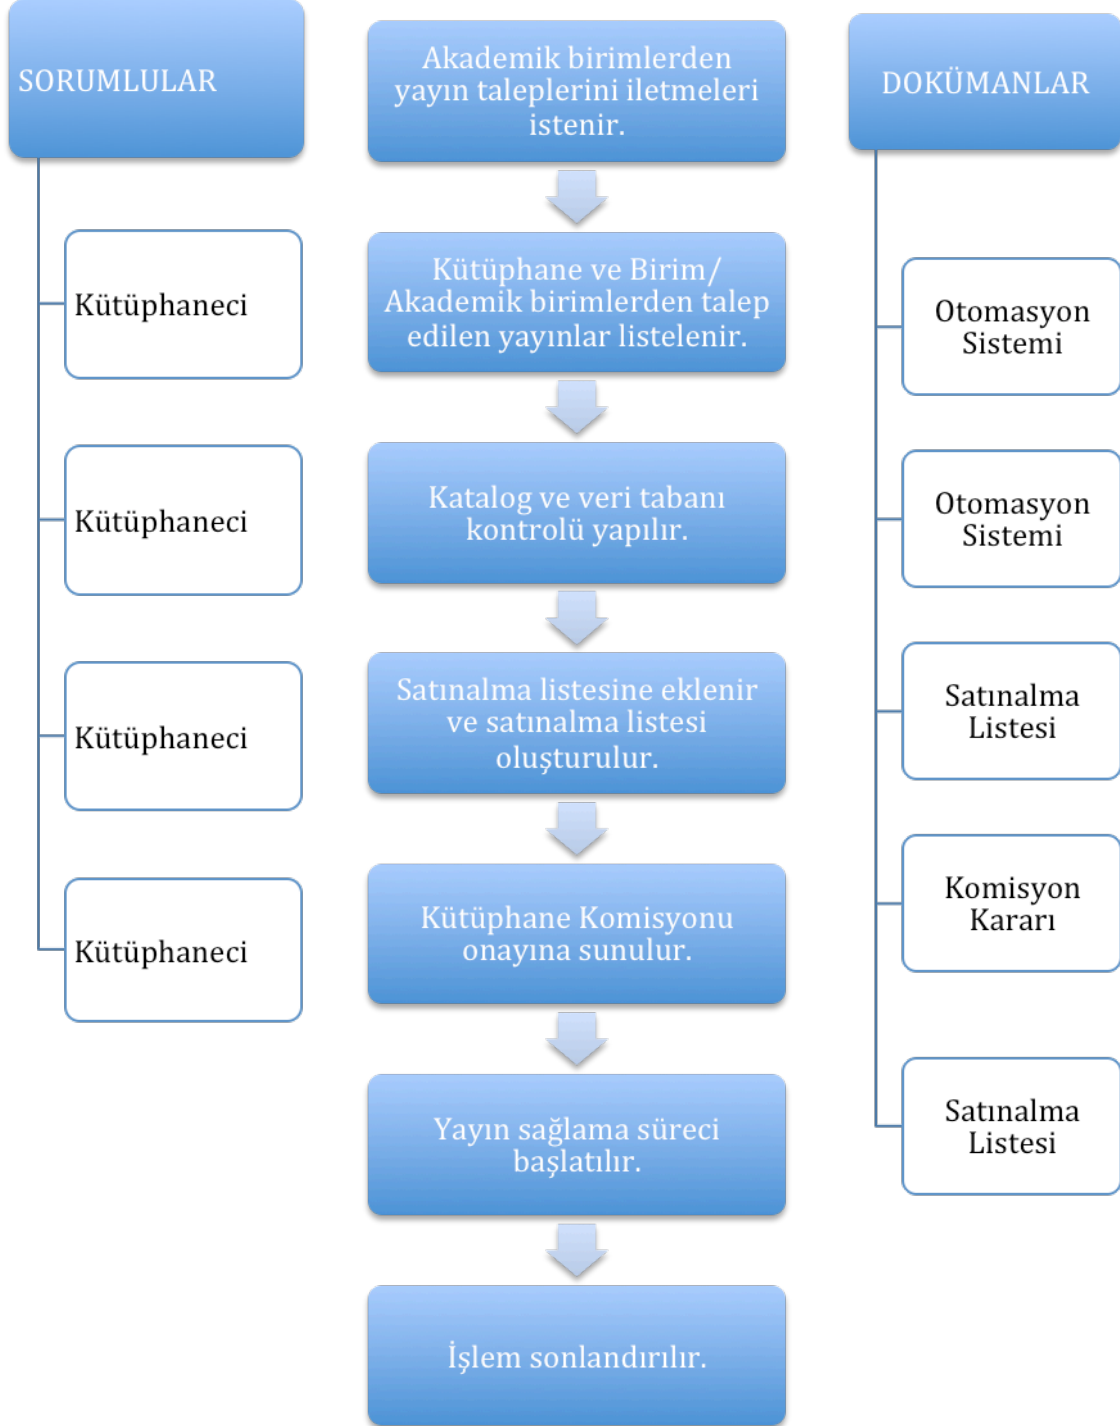 SORUMLULAR
Kütüphaneci
Kütüphaneci
Kütüphaneci
Kütüphaneci
Akademik birimlerden
yayın taleplerini iletmeleri
istenir.
Kütüphane ve Birim/
Akademik birimlerden talep
edilen yayınlar listelenir.
Katalog ve veri tabanı
kontrolü yapılır.
Satınalma listesine eklenir
ve satınalma listesi
oluşturulur.
Kütüphane Komisyonu
onayına sunulur.
Yayın sağlama süreci
başlatılır.
İşlem sonlandırılır.
DOKÜMANLAR
Otomasyon
Sistemi
Otomasyon
Sistemi
Satınalma
Listesi
Komisyon
Kararı
Satınalma
Listesi